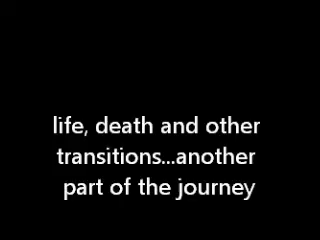 life, death and other
transitions...another
part of the journey